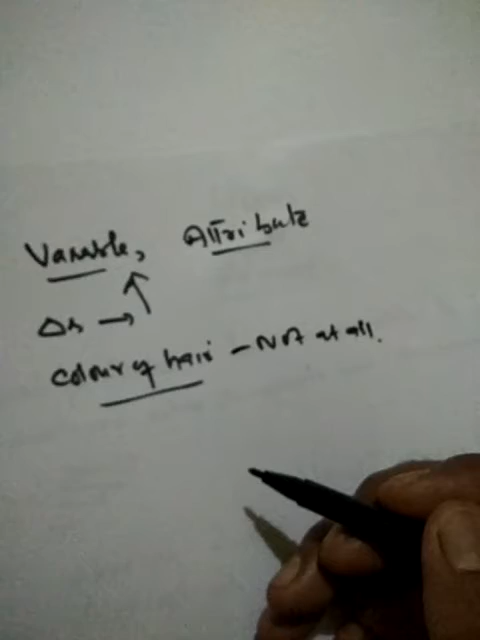 Variable, Attribute
→
colour of hair - Not at all.